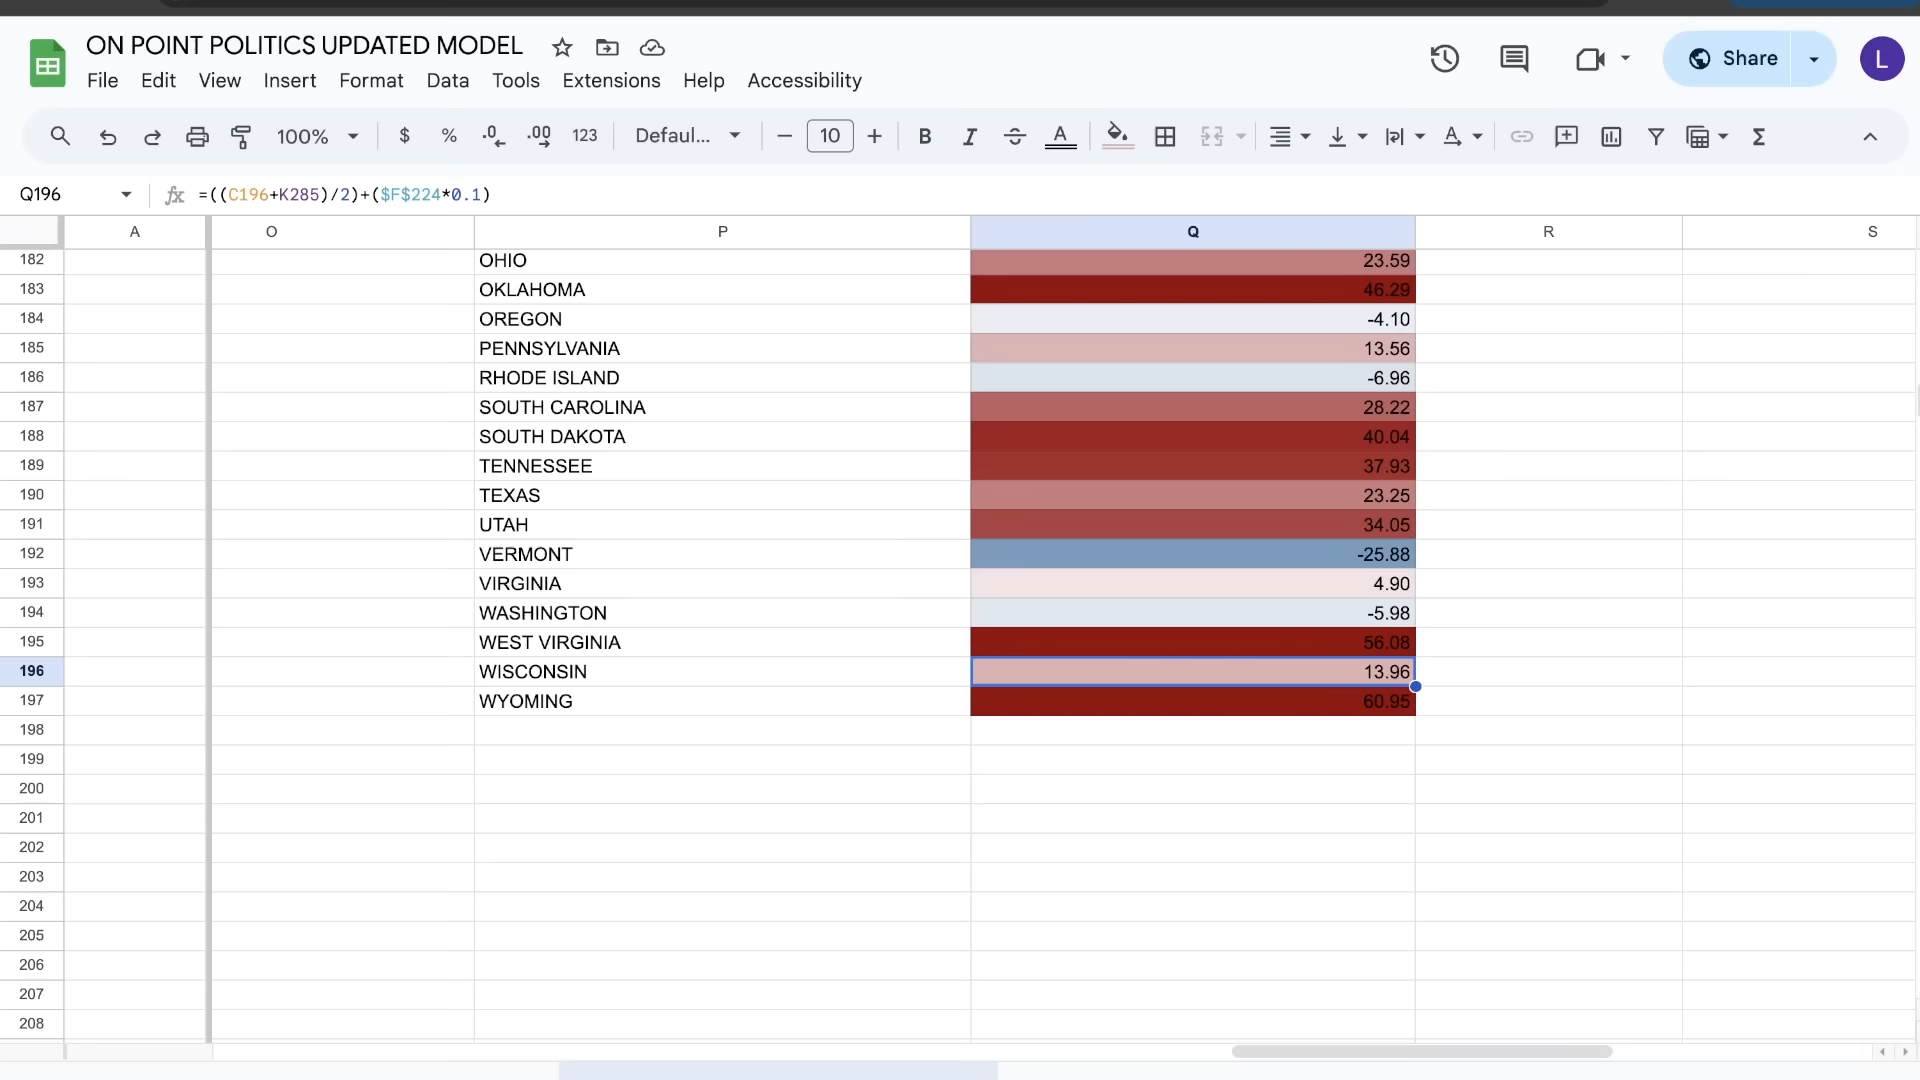 ON POINT POLITICS UPDATED MODEL
File Edit View Insert Format Data Tools Extensions Help Accessibility
Share
L
100% $ % .0 .00 123 Defaul... 10 B I A
Q196 fx =((C196+K285)/2)+($F$224*0.1)
A O P Q R S
182 OHIO 23.59
183 OKLAHOMA 46.29
184 OREGON -4.10
185 PENNSYLVANIA 13.56
186 RHODE ISLAND -6.96
187 SOUTH CAROLINA 28.22
188 SOUTH DAKOTA 40.04
189 TENNESSEE 37.93
190 TEXAS 23.25
191 UTAH 34.05
192 VERMONT -25.88
193 VIRGINIA 4.90
194 WASHINGTON -5.98
195 WEST VIRGINIA 56.08
196 WISCONSIN 13.96
197 WYOMING 60.95
198
199
200
201
202
203
204
205
206
207
208